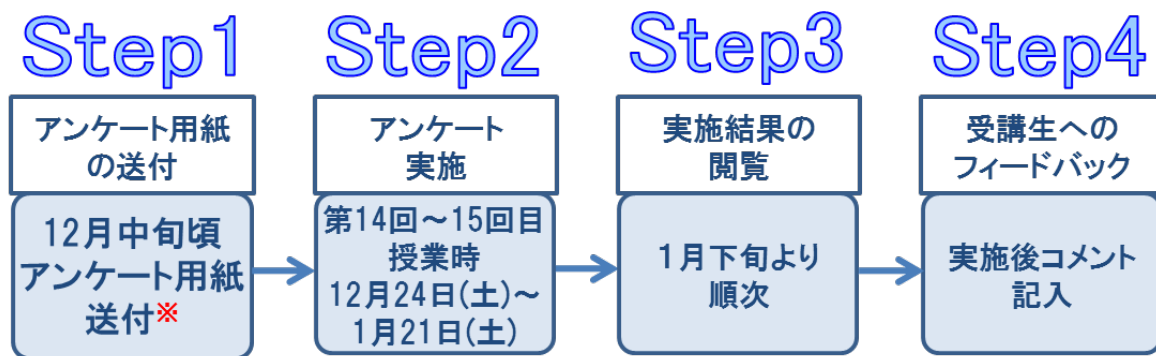 Step1
アンケート用紙
の送付
12月中旬頃
アンケート用紙
送付※
Step2
アンケート
実施
第14回～15回目
授業時
12月24日(土)～
1月21日(土)
Step3
実施結果の
閲覧
1月下旬より
順次
Step4
受講生への
フィードバック
実施後コメント
記入